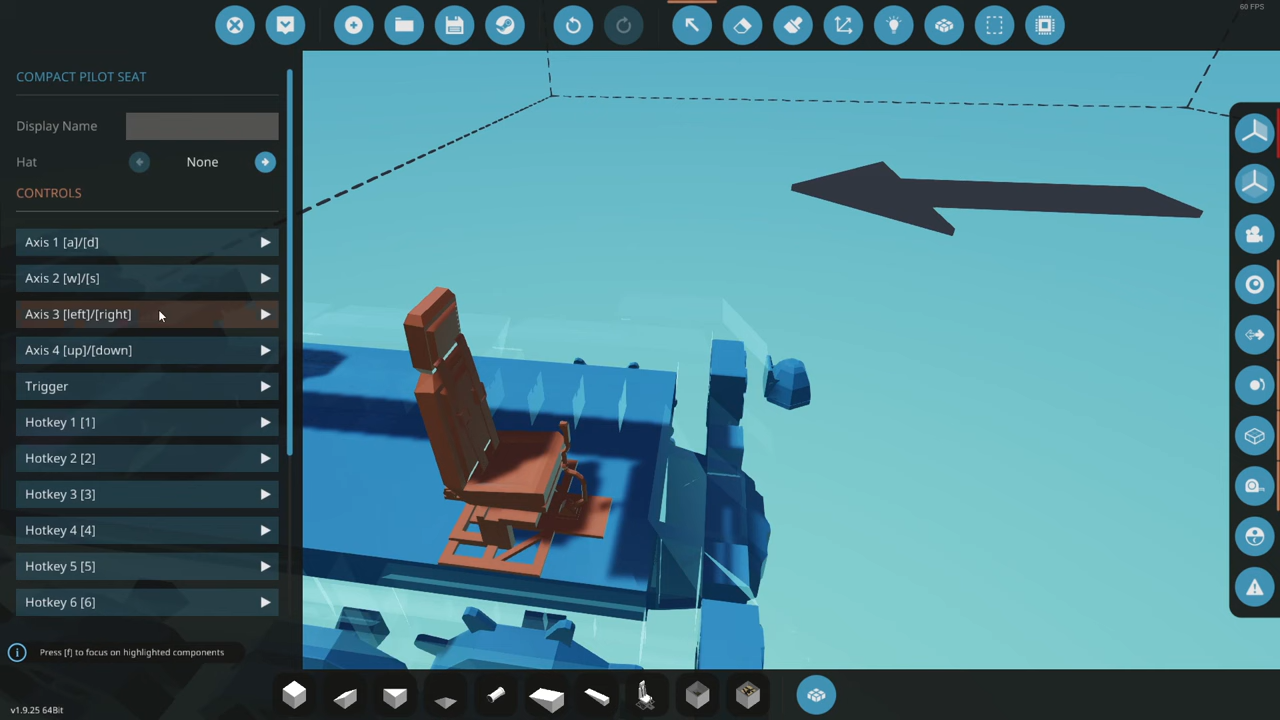 60 FPS
COMPACT PILOT SEAT
Display Name
Hat None
CONTROLS
Axis 1 [a]/[d]
Axis 2 [w]/[s]
Axis 3 [left]/[right]
Axis 4 [up]/[down]
Trigger
Hotkey 1 [1]
Hotkey 2 [2]
Hotkey 3 [3]
Hotkey 4 [4]
Hotkey 5 [5]
Hotkey 6 [6]
Press [f] to focus on highlighted components
v1.9.25 64Bit